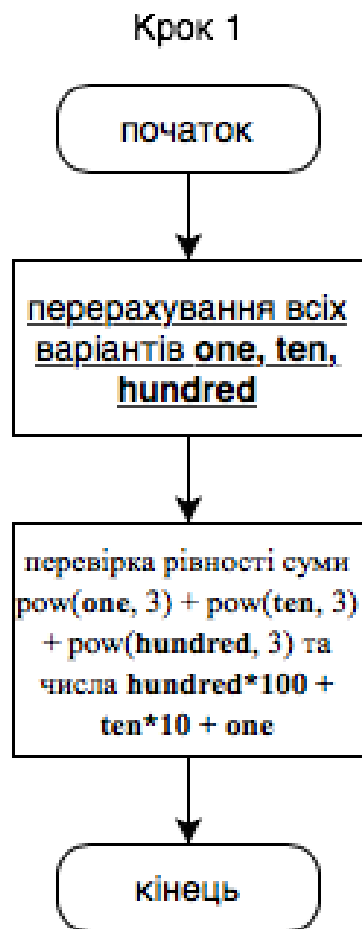 Крок 1
початок
перерахування всіх
варіантів one, ten,
hundred
перевірка рівності суми
pow(one, 3) + pow(ten, 3)
+ pow(hundred, 3) та
числа hundred*100 +
ten*10 + one
кінець